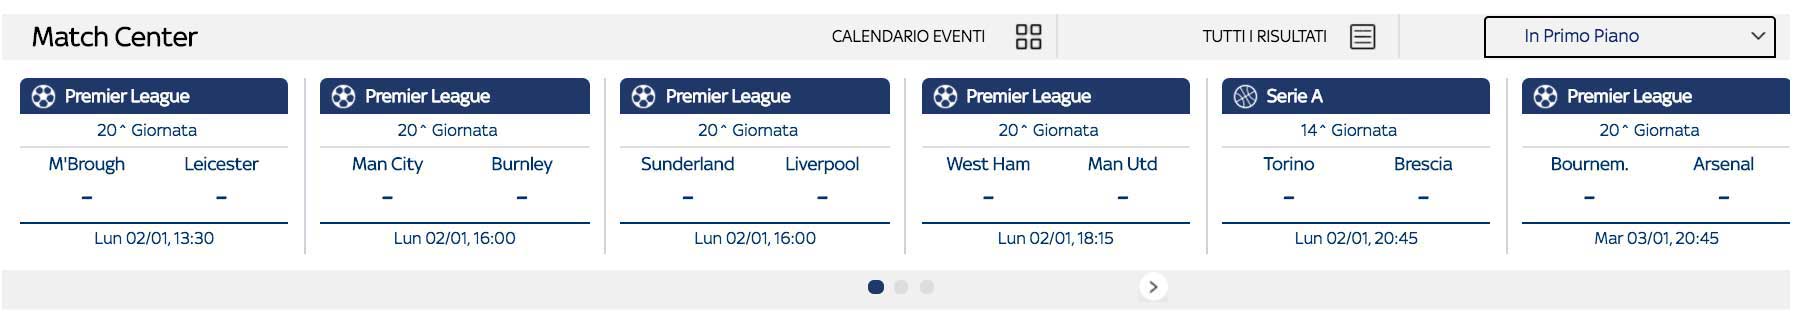 Match Center
CALENDARIO EVENTI
TUTTI I RISULTATI
In Primo Piano
Premier League
20^ Giornata
M'Brough Leicester
- -
Lun 02/01, 13:30
Premier League
20^ Giornata
Man City Burnley
- -
Lun 02/01, 16:00
Premier League
20^ Giornata
Sunderland Liverpool
- -
Lun 02/01, 16:00
Premier League
20^ Giornata
West Ham Man Utd
- -
Lun 02/01, 18:15
Serie A
14^ Giornata
Torino Brescia
- -
Lun 02/01, 20:45
Premier League
20^ Giornata
Bournem. Arsenal
- -
Mar 03/01, 20:45